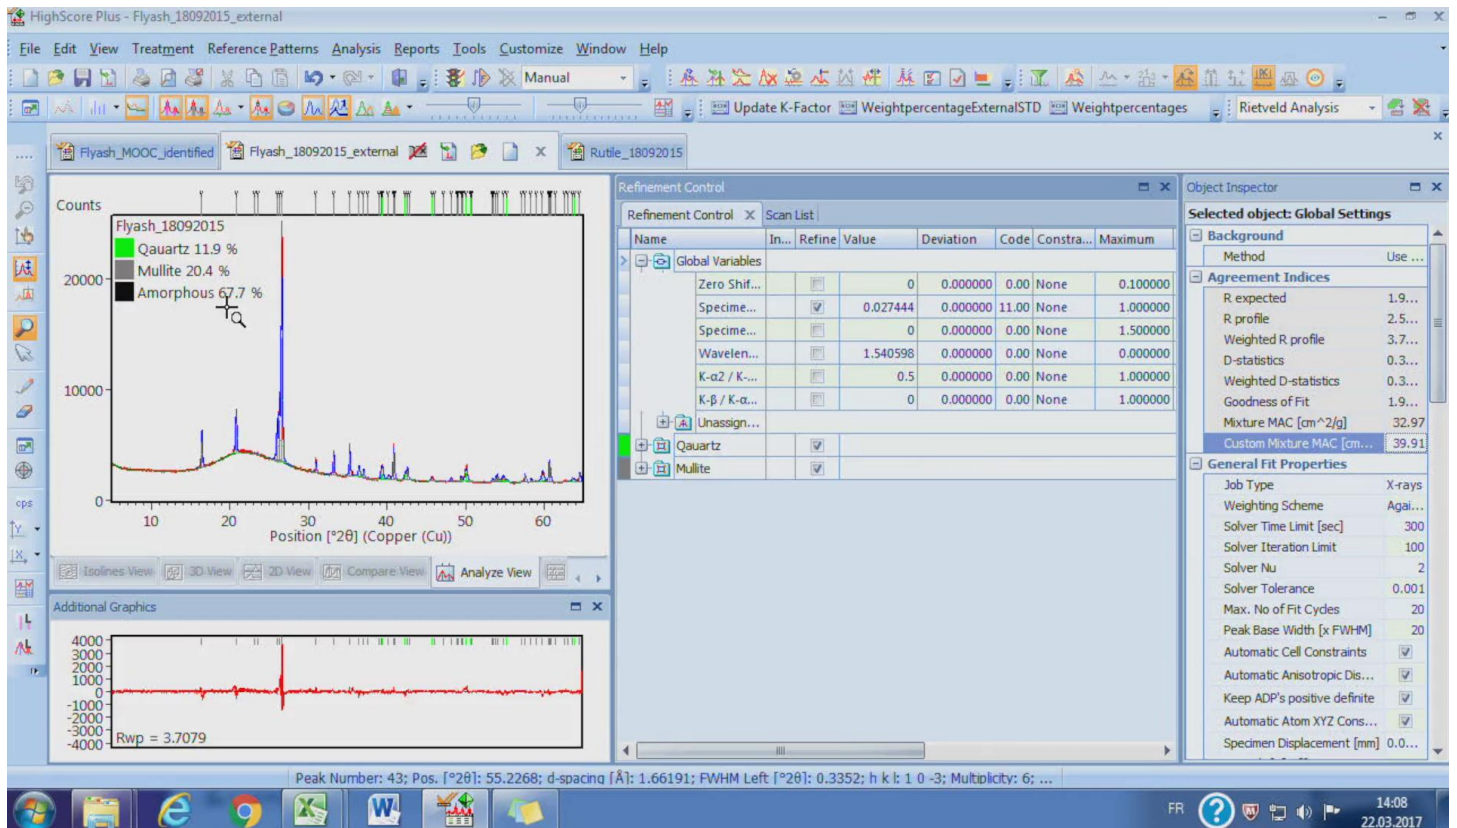 HighScore Plus - Flyash_18092015_external
File Edit View Treatment Reference Patterns Analysis Reports Tools Customize Window Help
Manual
Update K-Factor WeightpercentageExternalSTD Weightpercentages Rietveld Analysis
Flyash_MOOC_identified Flyash_18092015_external Rutile_18092015
Counts
Flyash_18092015
Qauartz 11.9 %
Mullite 20.4 %
Amorphous 67.7 %
20000
10000
0
10 20 30 40 50 60
Position [°2θ] (Copper (Cu))
Isolines View 3D View 2D View Compare View Analyze View
Additional Graphics
4000
3000
2000
1000
0
-1000
-2000
-3000
-4000
Rwp = 3.7079
Refinement Control
Refinement Control X Scan List
Name In... Refine Value Deviation Code Constra... Maximum
Global Variables
Zero Shif... 0 0.000000 0.00 None 0.100000
Specime... 0.027444 0.000000 11.00 None 1.000000
Specime... 0 0.000000 0.00 None 1.500000
Wavelen... 1.540598 0.000000 0.00 None 0.000000
K-α2 / K-... 0.5 0.000000 0.00 None 1.000000
K-β / K-α... 0 0.000000 0.00 None 1.000000
Unassign...
Qauartz
Mullite
Object Inspector
Selected object: Global Settings
Background
Method Use ...
Agreement Indices
R expected 1.9...
R profile 2.5...
Weighted R profile 3.7...
D-statistics 0.3...
Weighted D-statistics 0.3...
Goodness of Fit 1.9...
Mixture MAC [cm^2/g] 32.97
Custom Mixture MAC [cm... 39.91
General Fit Properties
Job Type X-rays
Weighting Scheme Agai...
Solver Time Limit [sec] 300
Solver Iteration Limit 100
Solver Nu 2
Solver Tolerance 0.001
Max. No of Fit Cycles 20
Peak Base Width [x FWHM] 20
Automatic Cell Constraints
Automatic Anisotropic Dis...
Keep ADP's positive definite
Automatic Atom XYZ Cons...
Specimen Displacement [mm] 0.0...
cps
Peak Number: 43; Pos. [°2θ]: 55.2268; d-spacing [Å]: 1.66191; FWHM Left [°2θ]: 0.3352; h k l: 1 0 -3; Multiplicity: 6; ...
FR
14:08
22.03.2017